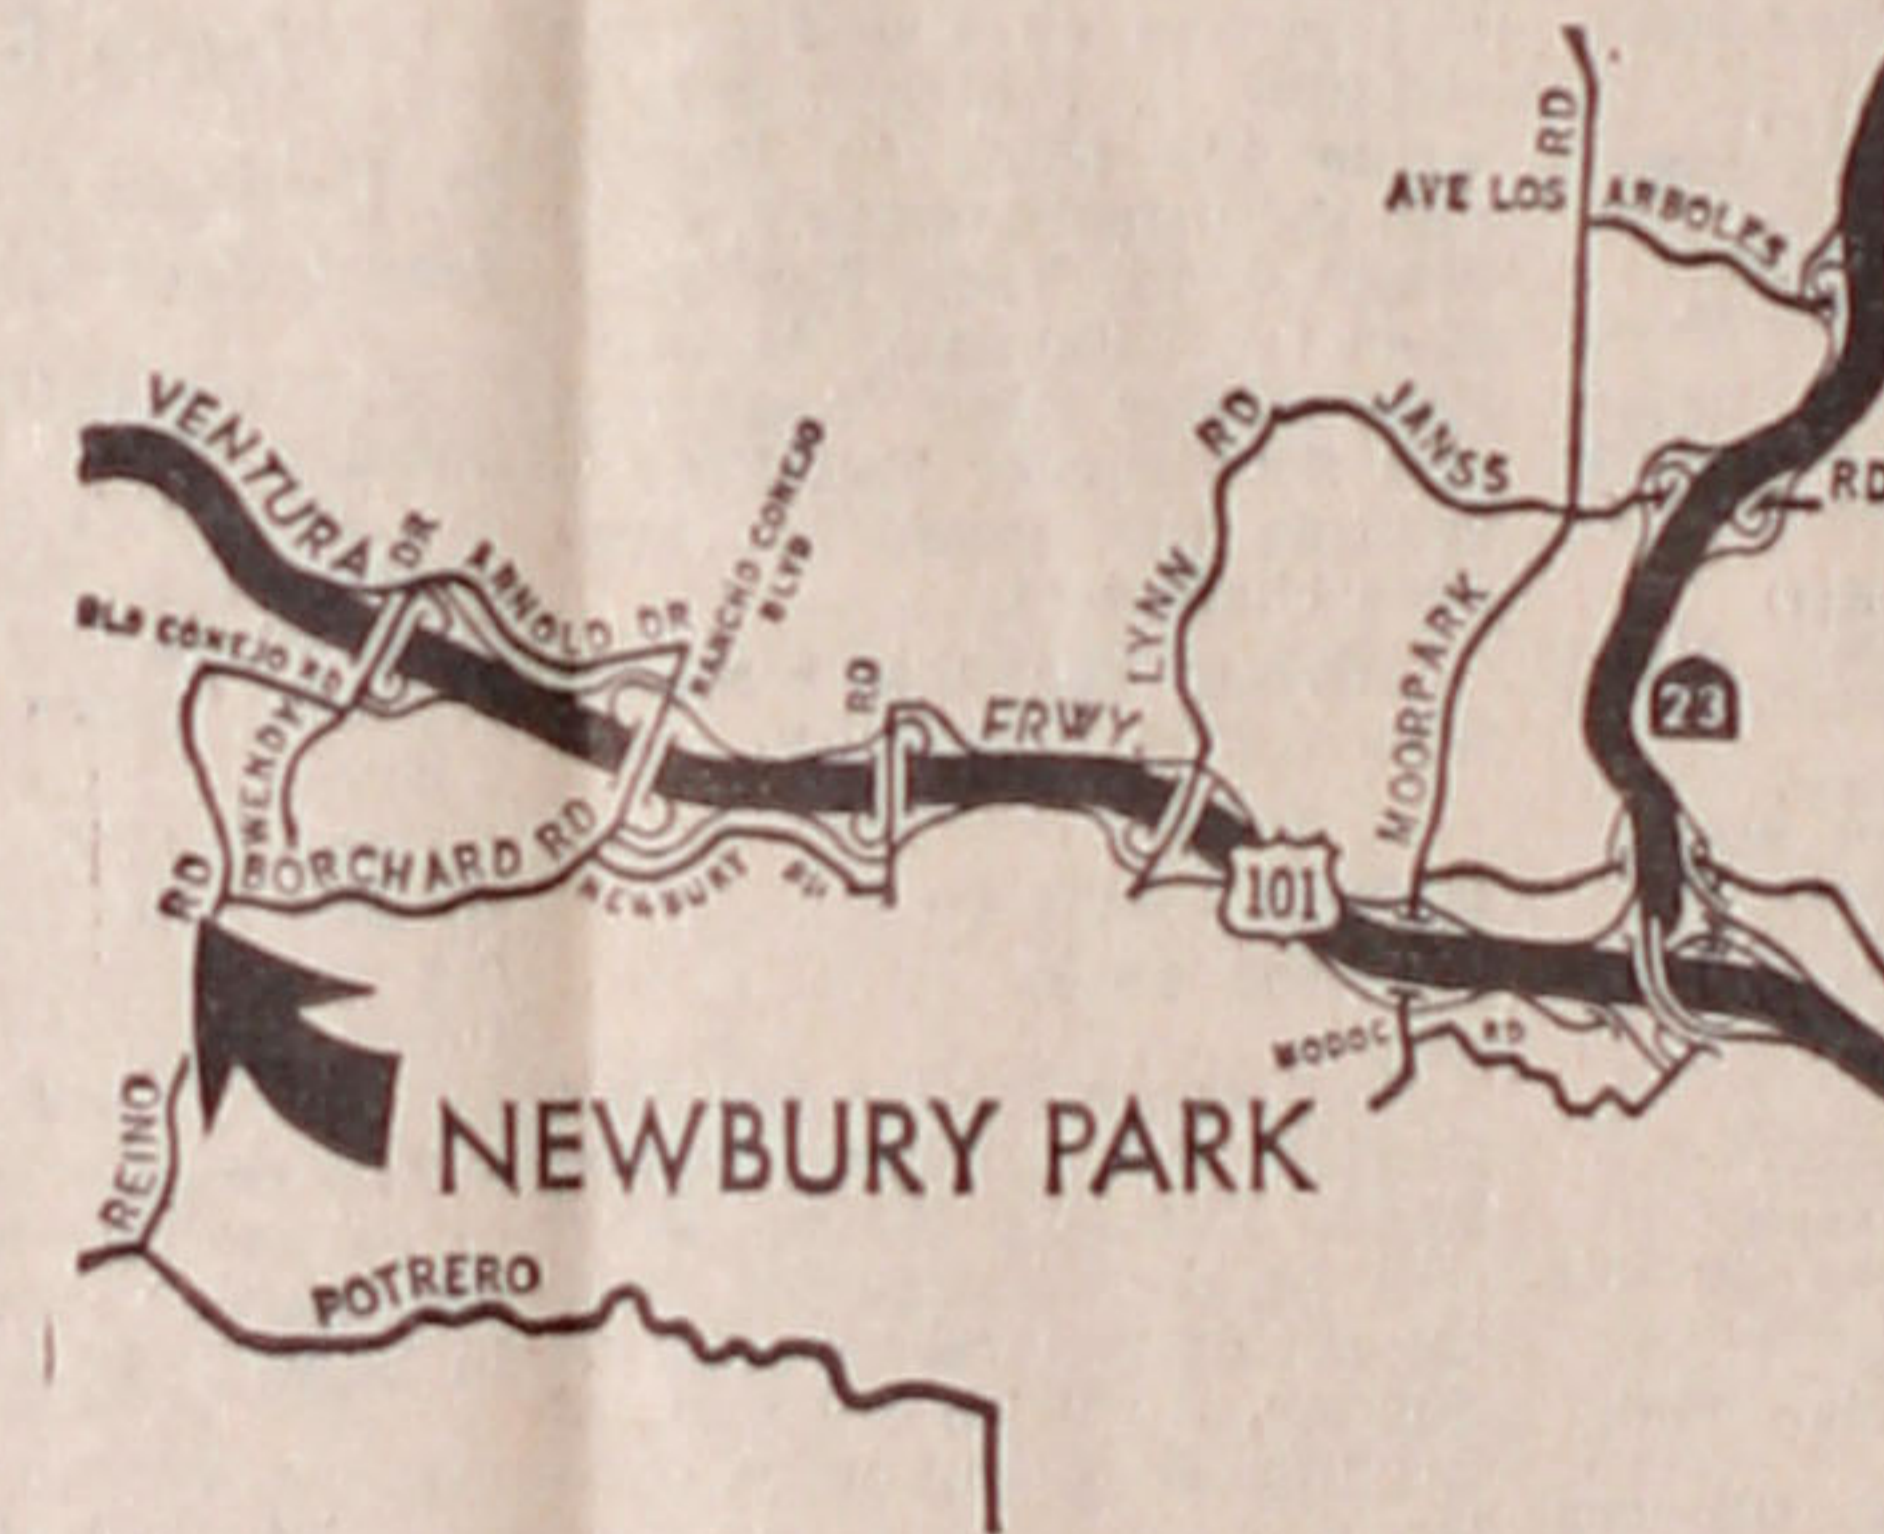 RD
AVE LOS ARBOLES
VENTURA
RD
JANSS
RD
DR
ARNOLD DR
RANCHO CONEJO
BLVD
OLD CONEJO RD
LYNN
RD
FRWY.
MOORPARK
23
WENDY
BORCHARD RD
RD
NEWBURY RD
101
MODOC RD
REINO
NEWBURY PARK
POTRERO